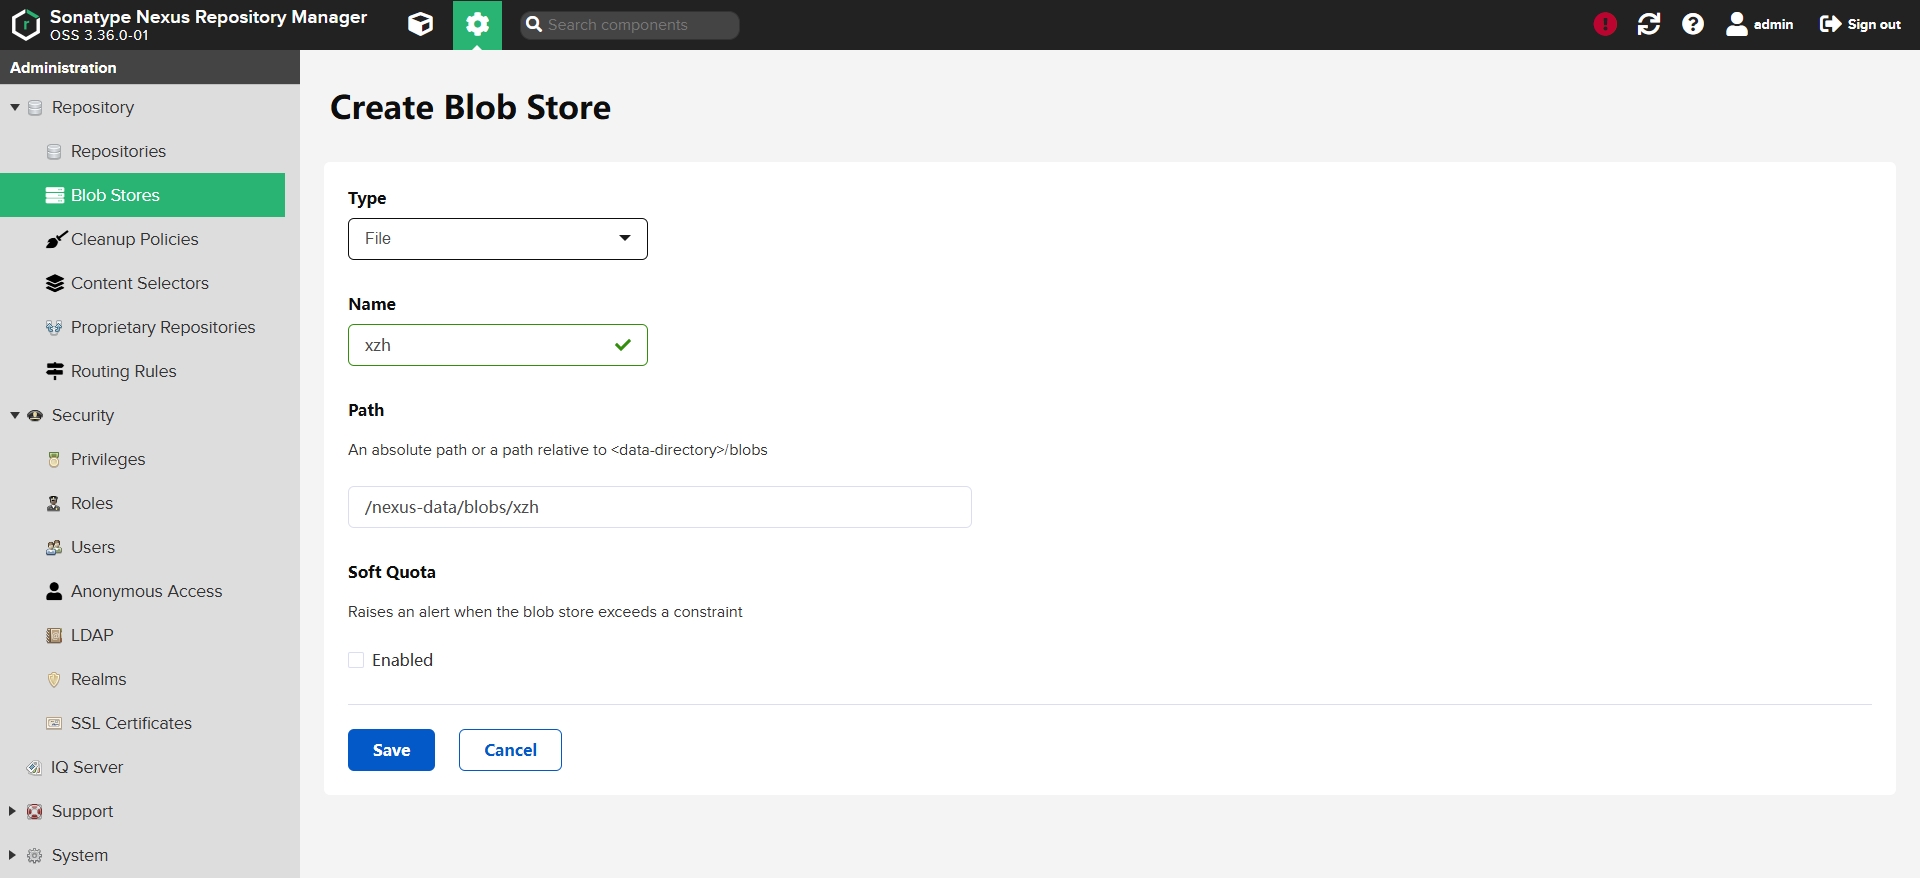 Sonatype Nexus Repository Manager
OSS 3.36.0-01
Search components
admin
Sign out
Administration
Repository
Repositories
Blob Stores
Cleanup Policies
Content Selectors
Proprietary Repositories
Routing Rules
Security
Privileges
Roles
Users
Anonymous Access
LDAP
Realms
SSL Certificates
IQ Server
Support
System
Create Blob Store
Type
File
Name
xzh
Path
An absolute path or a path relative to <data-directory>/blobs
/nexus-data/blobs/xzh
Soft Quota
Raises an alert when the blob store exceeds a constraint
Enabled
Save
Cancel